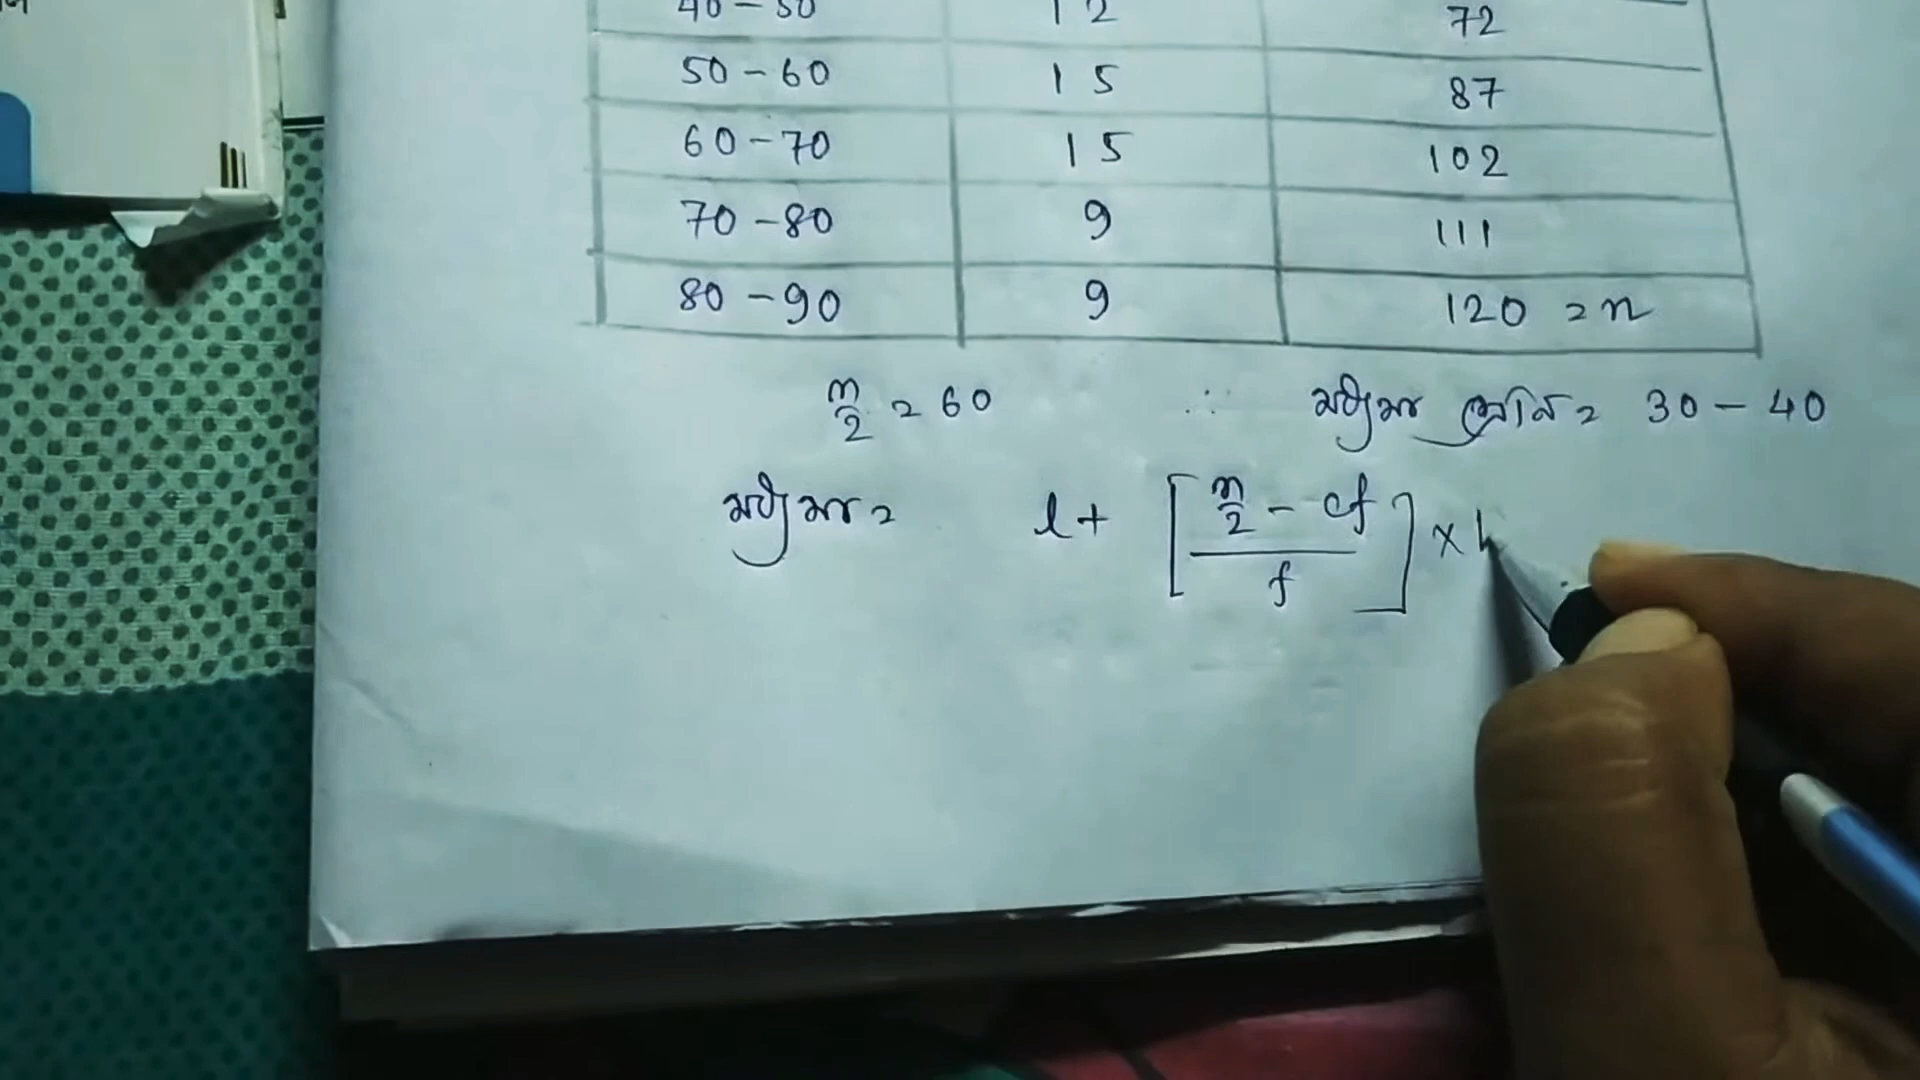 40 - 50 12 72
50 - 60 15 87
60 - 70 15 102
70 - 80 9 111
80 - 90 9 120 = n
n/2 = 60 ∴ মধ্যমা শ্রেণি = 30 - 40
মধ্যমা = l + [(n/2 - cf)/f] × h